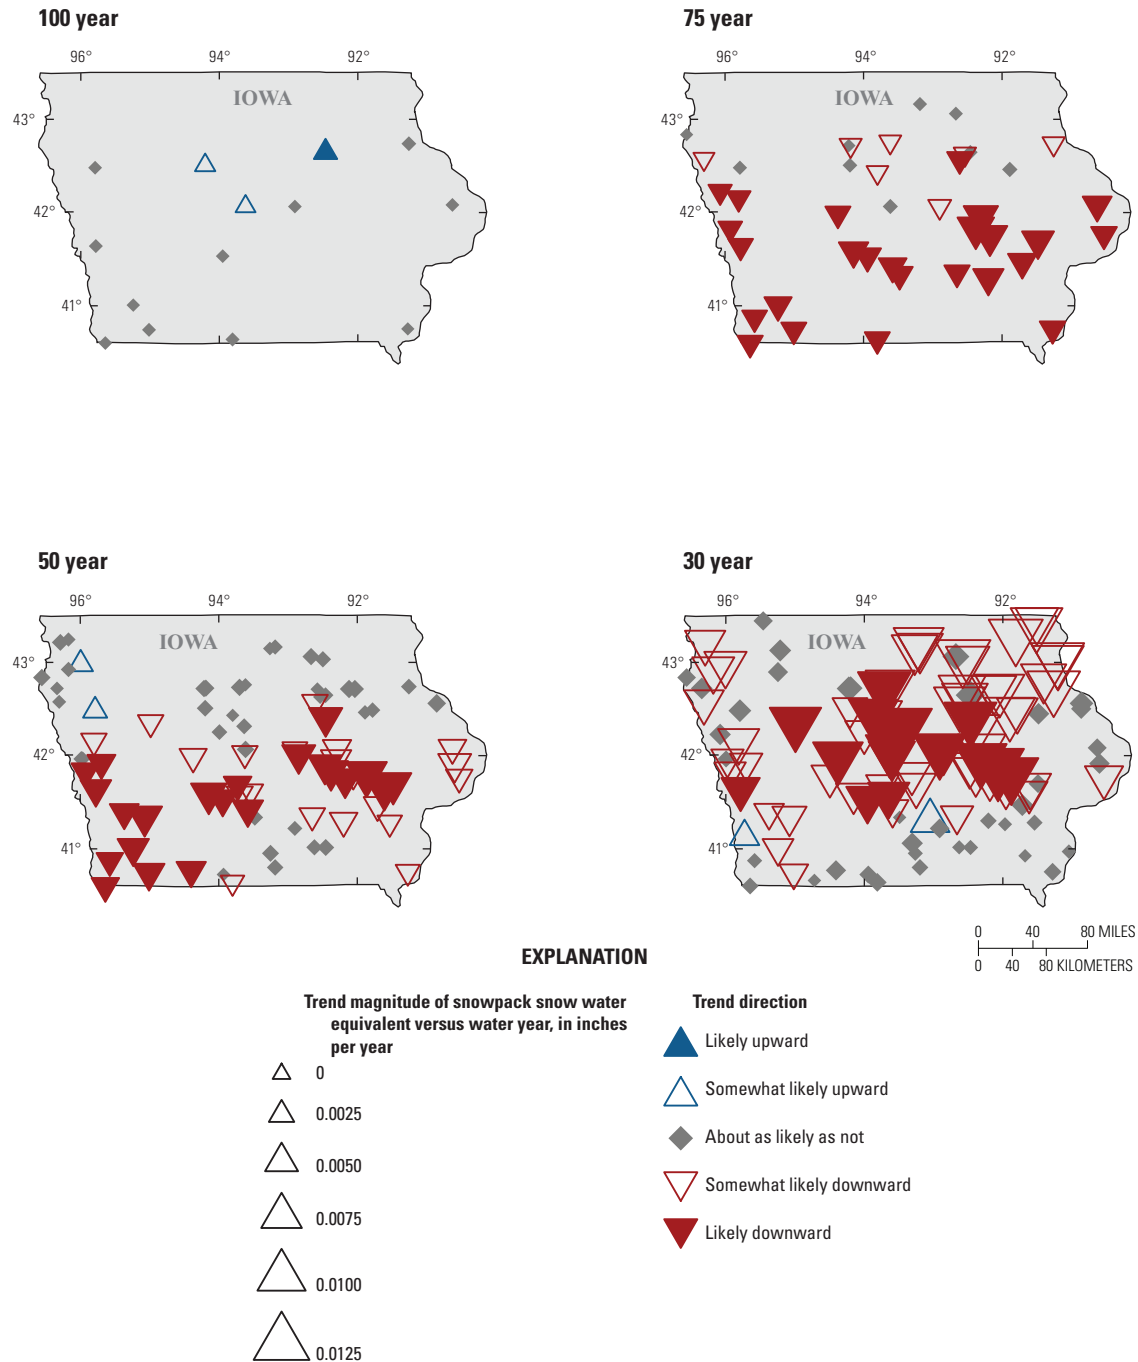 100 year
75 year
96° 94° 92°
96° 94° 92°
IOWA
IOWA
43°
43°
42°
42°
41°
41°
50 year
30 year
96° 94° 92°
96° 94° 92°
IOWA
IOWA
43°
43°
42°
42°
41°
41°
0 40 80 MILES
0 40 80 KILOMETERS
EXPLANATION
Trend magnitude of snowpack snow water
equivalent versus water year, in inches
per year
0
0.0025
0.0050
0.0075
0.0100
0.0125
Trend direction
Likely upward
Somewhat likely upward
About as likely as not
Somewhat likely downward
Likely downward